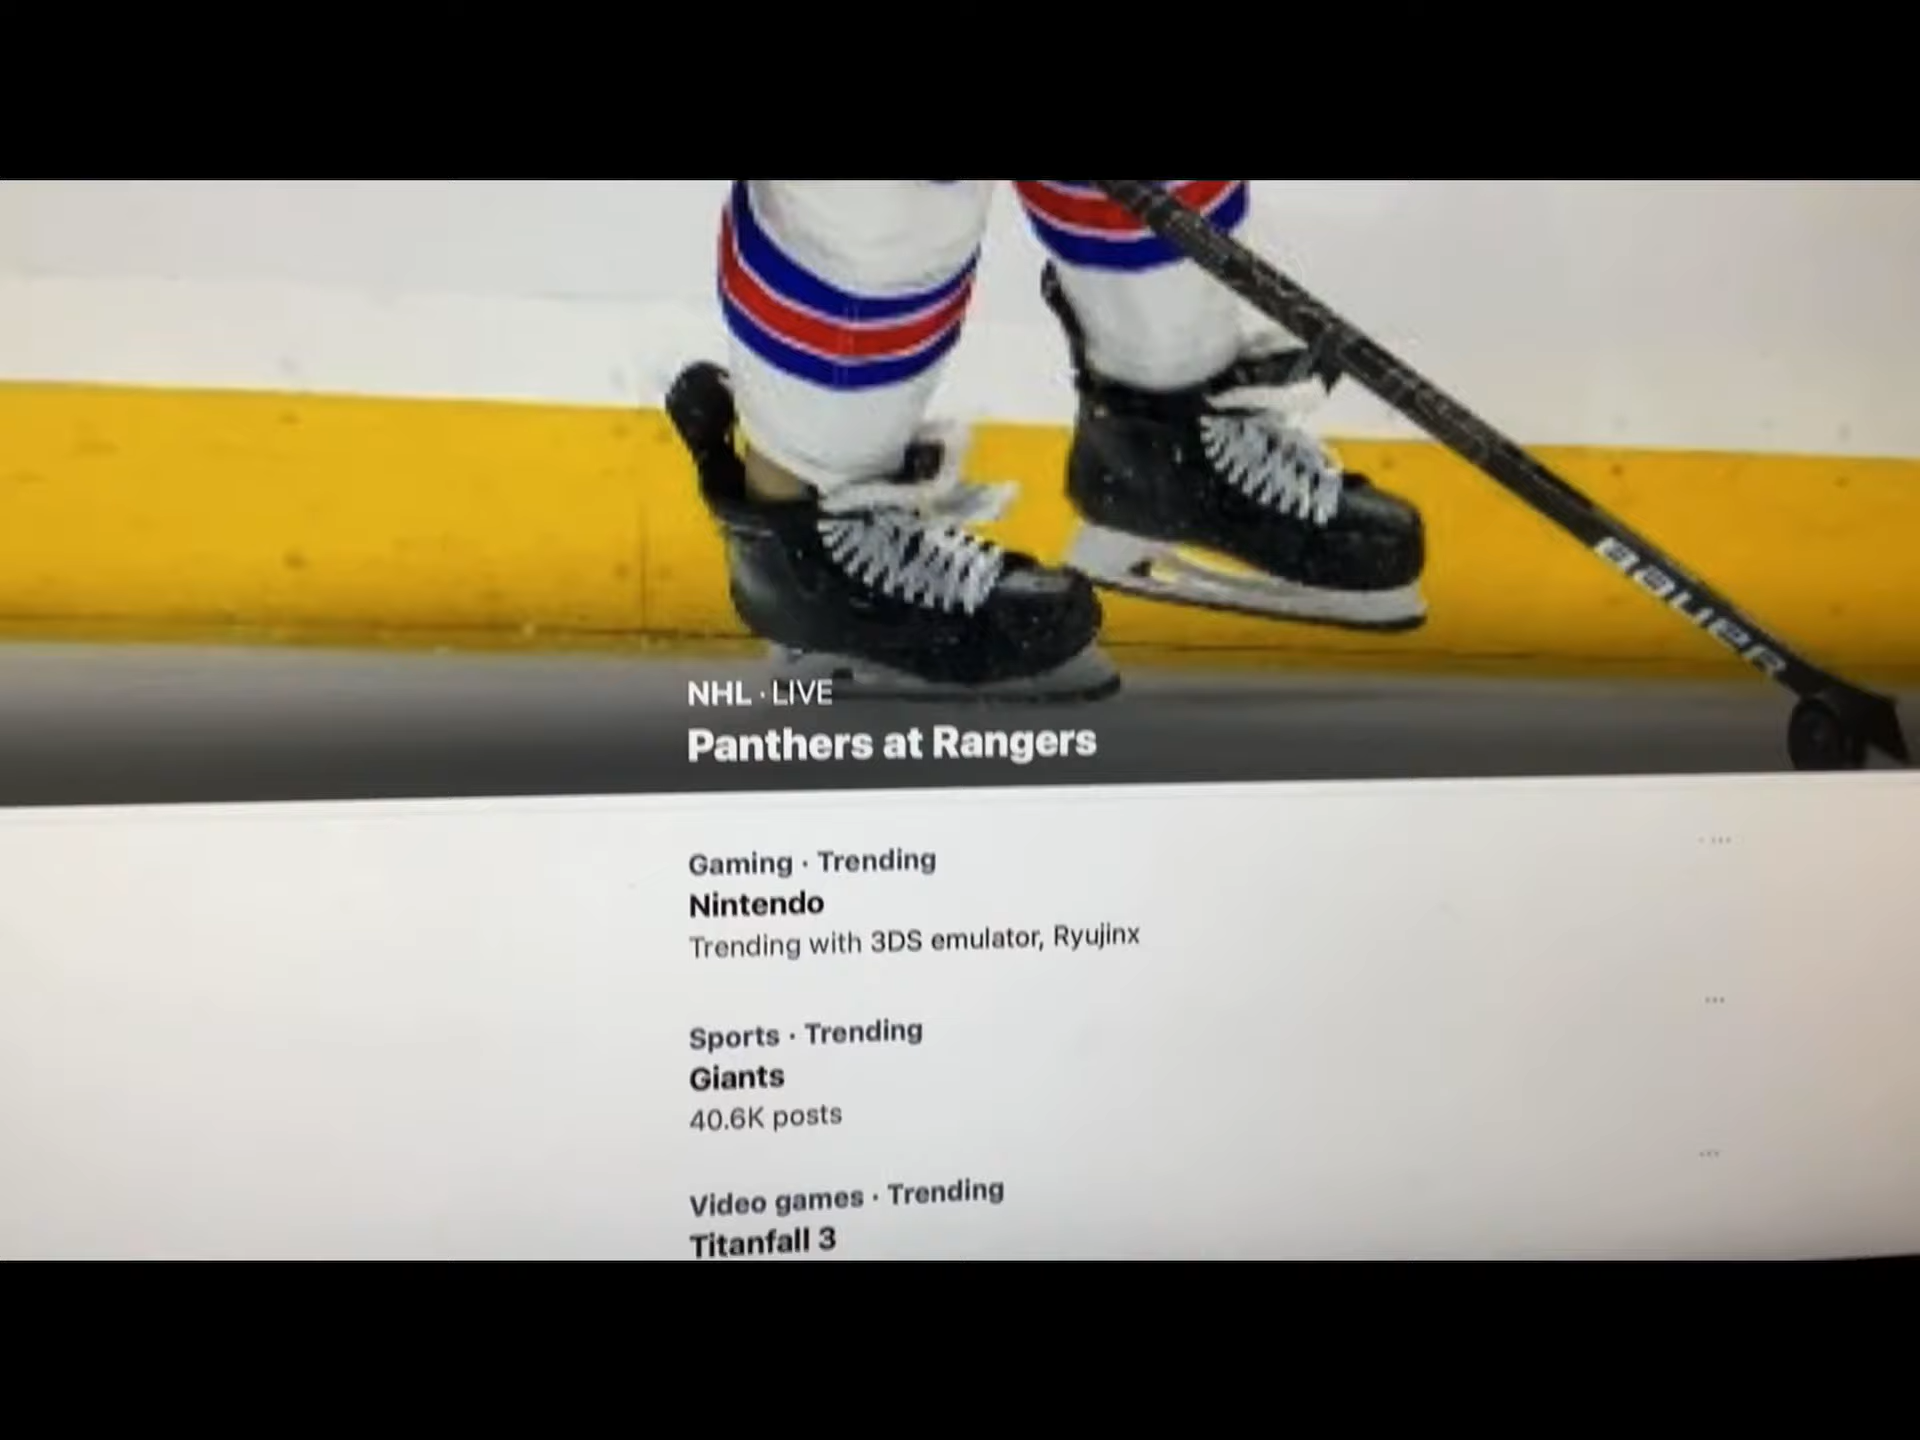 BAUER
NHL · LIVE
Panthers at Rangers
Gaming · Trending
Nintendo
Trending with 3DS emulator, Ryujinx
Sports · Trending
Giants
40.6K posts
Video games · Trending
Titanfall 3